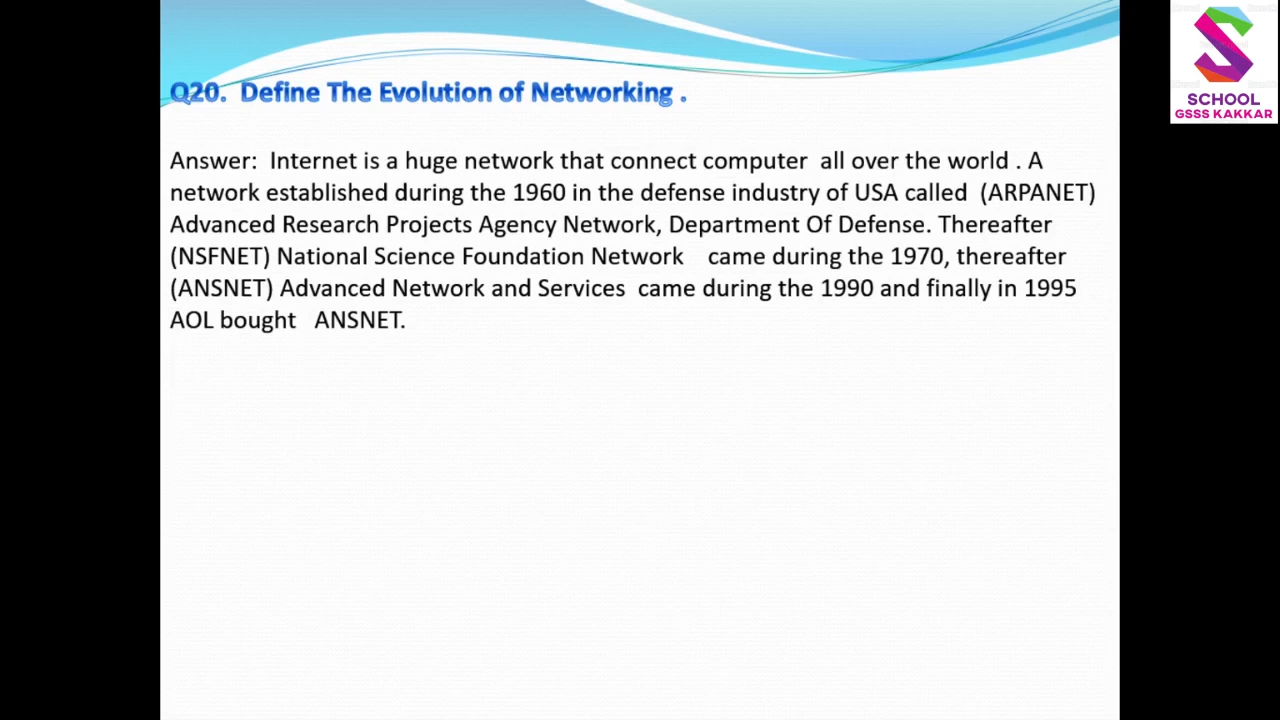 Q20. Define The Evolution of Networking .
Answer: Internet is a huge network that connect computer all over the world . A
network established during the 1960 in the defense industry of USA called (ARPANET)
Advanced Research Projects Agency Network, Department Of Defense. Thereafter
(NSFNET) National Science Foundation Network came during the 1970, thereafter
(ANSNET) Advanced Network and Services came during the 1990 and finally in 1995
AOL bought ANSNET.
SCHOOL
GSSS KAKKAR